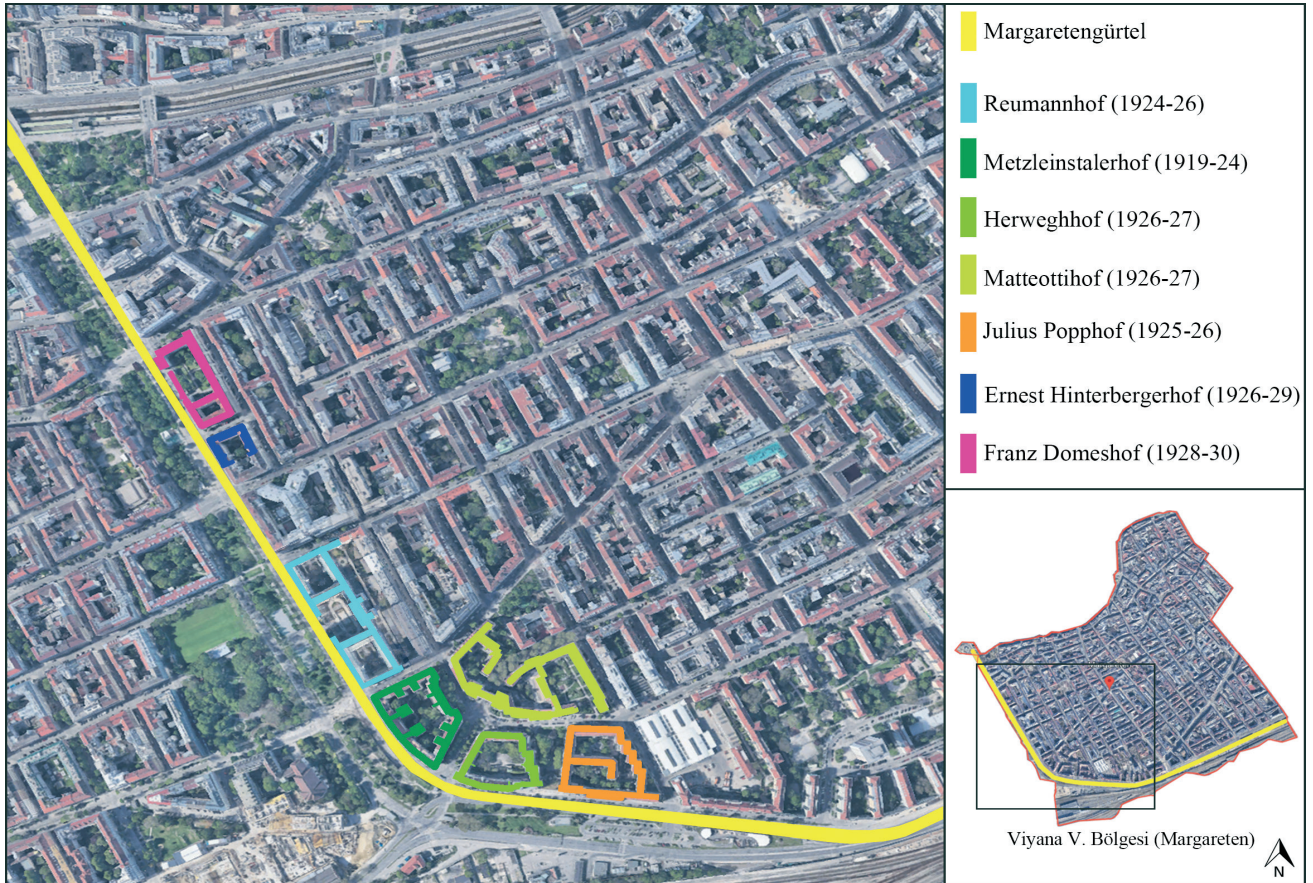 Margaretengürtel
Reumannhof (1924-26)
Metzleinstalerhof (1919-24)
Herweghhof (1926-27)
Matteottihof (1926-27)
Julius Popphof (1925-26)
Ernest Hinterbergerhof (1926-29)
Franz Domeshof (1928-30)
Viyana V. Bölgesi (Margareten)
N